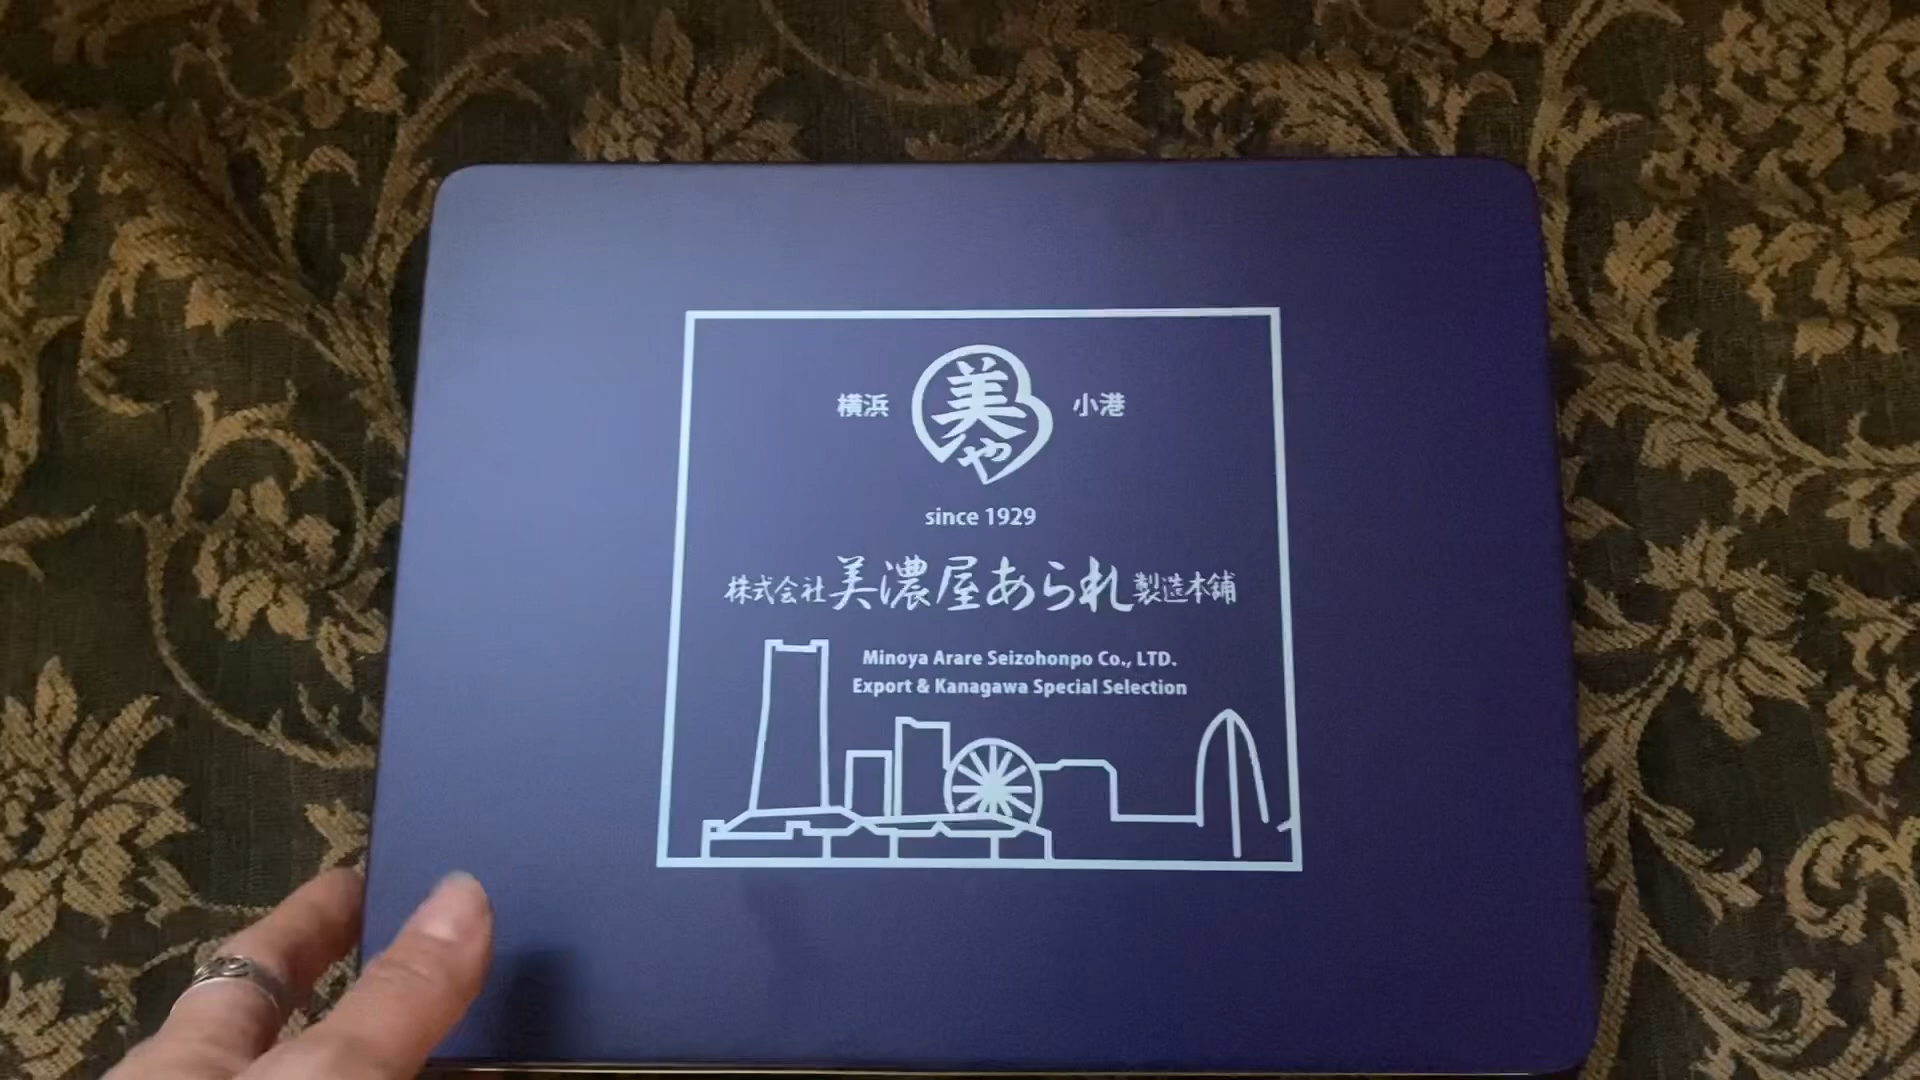 横浜 美や 小港
since 1929
株式会社美濃屋あられ製造本舗
Minoya Arare Seizohonpo Co., LTD.
Export & Kanagawa Special Selection